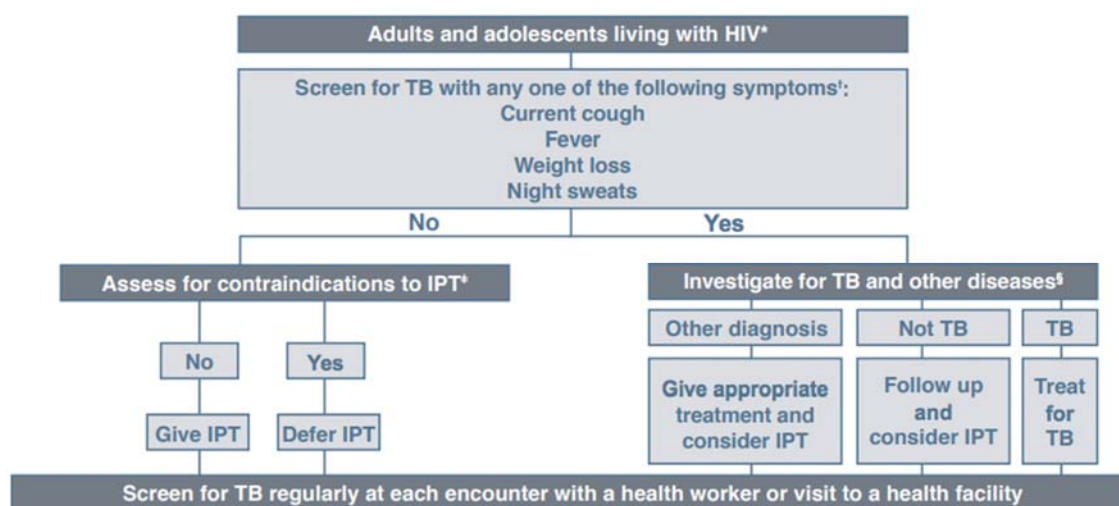 Adults and adolescents living with HIV*
Screen for TB with any one of the following symptoms†:
Current cough
Fever
Weight loss
Night sweats
No
Yes
Assess for contraindications to IPT‡
No
Yes
Give IPT
Defer IPT
Investigate for TB and other diseases§
Other diagnosis
Not TB
TB
Give appropriate
treatment and
consider IPT
Follow up
and
consider IPT
Treat
for
TB
Screen for TB regularly at each encounter with a health worker or visit to a health facility